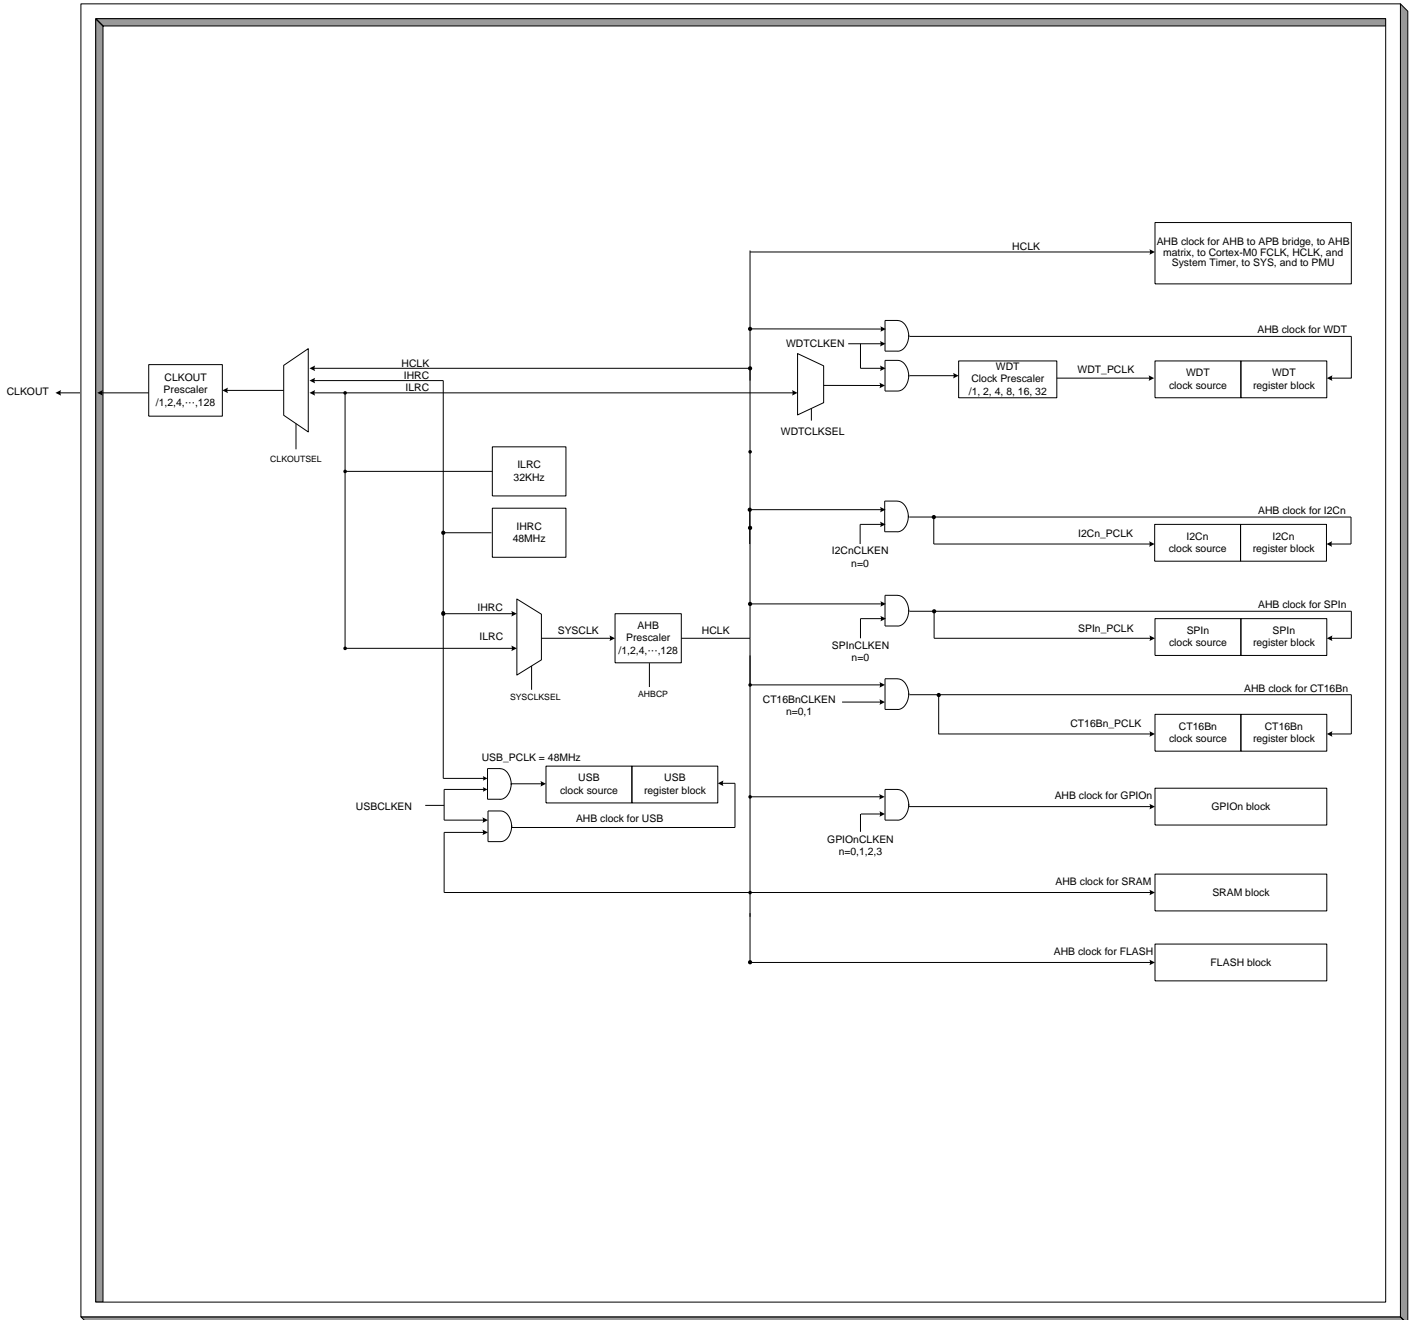 HCLK
AHB clock for AHB to APB bridge, to AHB
matrix, to Cortex-M0 FCLK, HCLK, and
System Timer, to SYS, and to PMU
AHB clock for WDT
WDTCLKEN
WDT
Clock Prescaler
/1, 2, 4, 8, 16, 32
WDT_PCLK
WDT
clock source
WDT
register block
WDTCLKSEL
HCLK
IHRC
ILRC
CLKOUT
CLKOUT
Prescaler
/1,2,4,⋯,128
CLKOUTSEL
ILRC
32KHz
IHRC
48MHz
AHB clock for I2Cn
I2Cn_PCLK
I2Cn
clock source
I2Cn
register block
I2CnCLKEN
n=0
IHRC
ILRC
SYSCLK
AHB
Prescaler
/1,2,4,⋯,128
HCLK
SYSCLKSEL
AHBCP
AHB clock for SPIn
SPIn_PCLK
SPIn
clock source
SPIn
register block
SPInCLKEN
n=0
AHB clock for CT16Bn
CT16BnCLKEN
n=0,1
CT16Bn_PCLK
CT16Bn
clock source
CT16Bn
register block
USB_PCLK = 48MHz
USB
clock source
USB
register block
USBCLKEN
AHB clock for USB
AHB clock for GPIOn
GPIOn block
GPIOnCLKEN
n=0,1,2,3
AHB clock for SRAM
SRAM block
AHB clock for FLASH
FLASH block